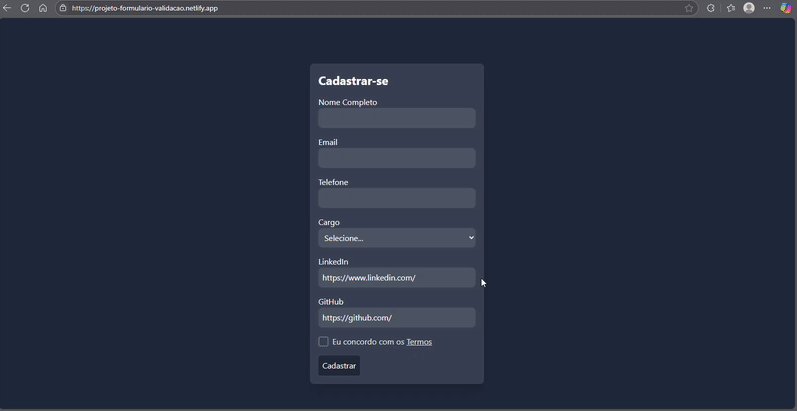 https://projeto-formulario-validacao.netlify.app
Cadastrar-se
Nome Completo
Email
Telefone
Cargo
Selecione...
LinkedIn
https://www.linkedin.com/
GitHub
https://github.com/
Eu concordo com os Termos
Cadastrar